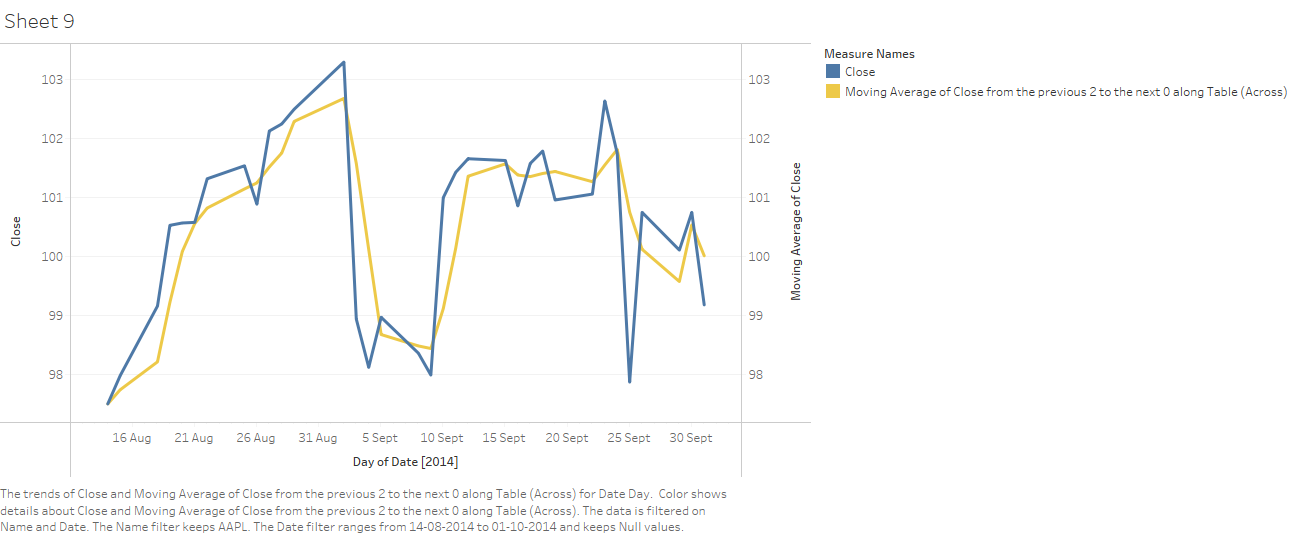 Sheet 9
Measure Names
Close
Moving Average of Close from the previous 2 to the next 0 along Table (Across)
Close
103
102
101
100
99
98
103
102
101
100
99
98
Moving Average of Close
16 Aug 21 Aug 26 Aug 31 Aug 5 Sept 10 Sept 15 Sept 20 Sept 25 Sept 30 Sept
Day of Date [2014]
The trends of Close and Moving Average of Close from the previous 2 to the next 0 along Table (Across) for Date Day. Color shows
details about Close and Moving Average of Close from the previous 2 to the next 0 along Table (Across). The data is filtered on
Name and Date. The Name filter keeps AAPL. The Date filter ranges from 14-08-2014 to 01-10-2014 and keeps Null values.